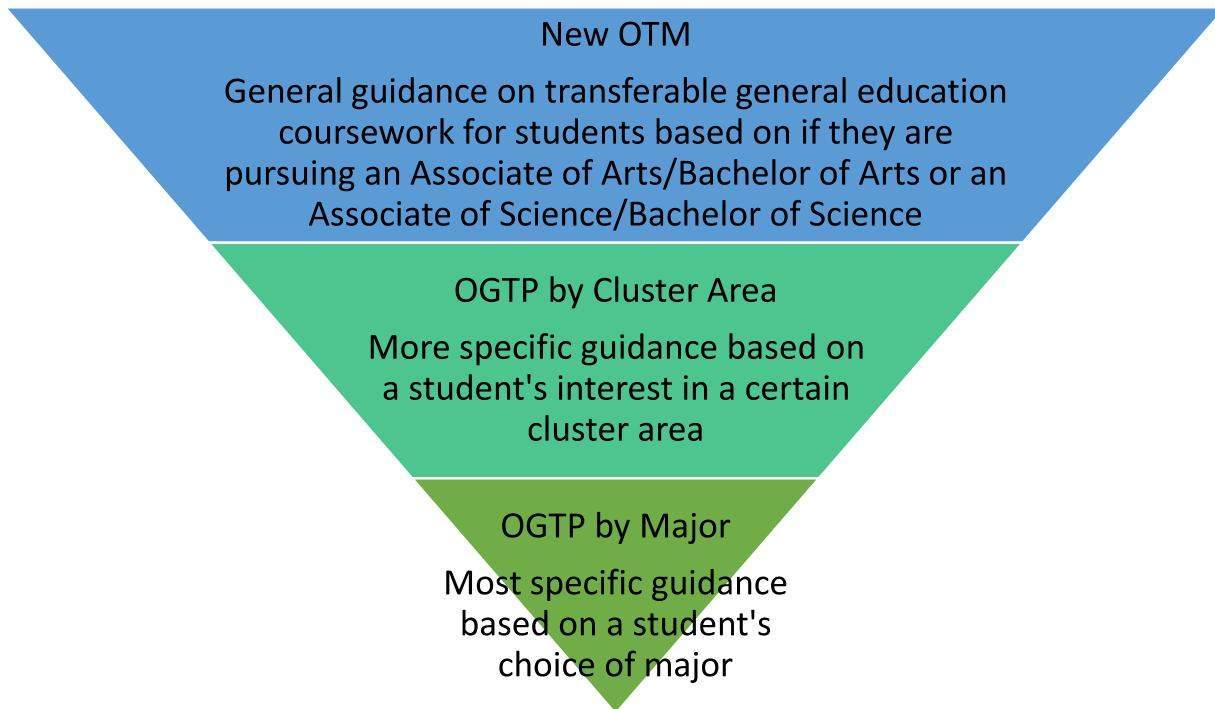 New OTM
General guidance on transferable general education
coursework for students based on if they are
pursuing an Associate of Arts/Bachelor of Arts or an
Associate of Science/Bachelor of Science
OGTP by Cluster Area
More specific guidance based on
a student's interest in a certain
cluster area
OGTP by Major
Most specific guidance
based on a student's
choice of major